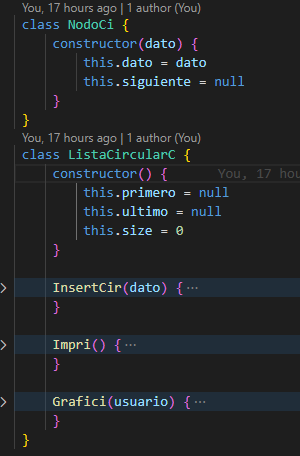 You, 17 hours ago | 1 author (You)
class NodoCi {
constructor(dato) {
this.dato = dato
this.siguiente = null
}
}
You, 17 hours ago | 1 author (You)
class ListaCircularC {
constructor() { You, 17 hou
this.primero = null
this.ultimo = null
this.size = 0
}
InsertCir(dato) { ···
}
Impri() { ···
}
Grafici(usuario) { ···
}
}